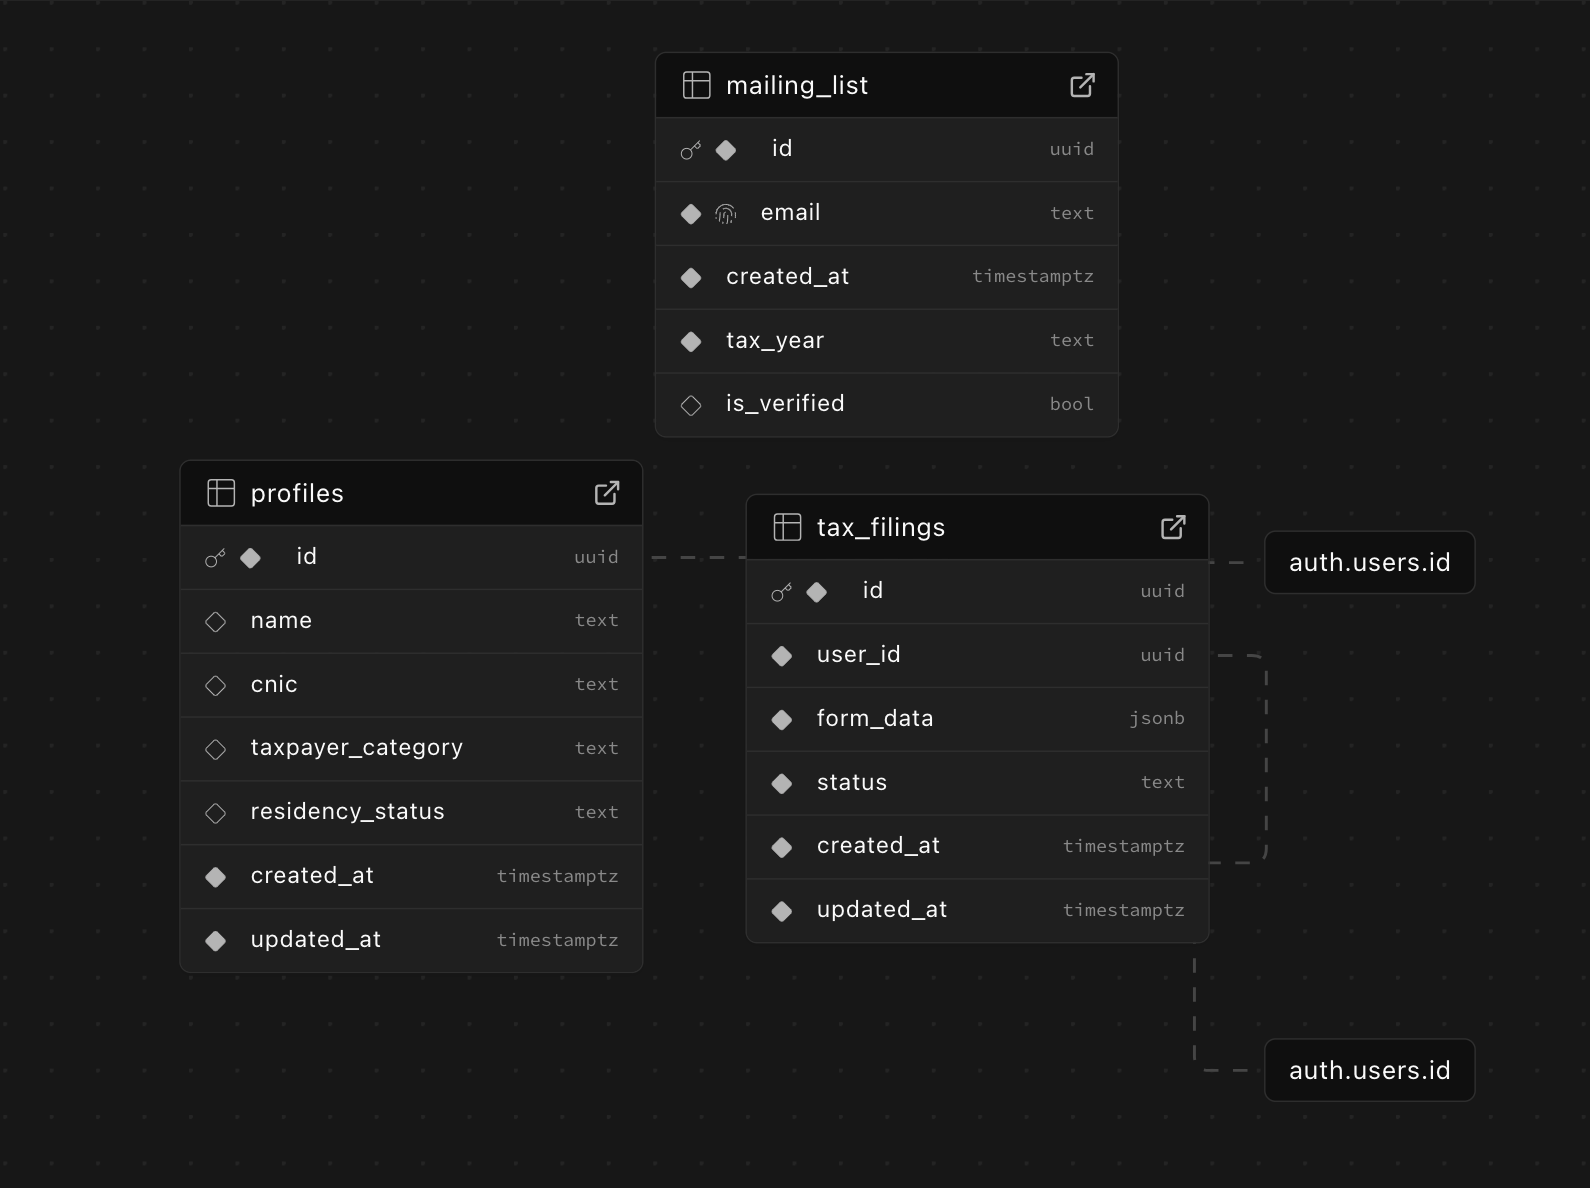 mailing_list
id uuid
email text
created_at timestamptz
tax_year text
is_verified bool
profiles
id uuid
name text
cnic text
taxpayer_category text
residency_status text
created_at timestamptz
updated_at timestamptz
tax_filings
id uuid
user_id uuid
form_data jsonb
status text
created_at timestamptz
updated_at timestamptz
auth.users.id
auth.users.id